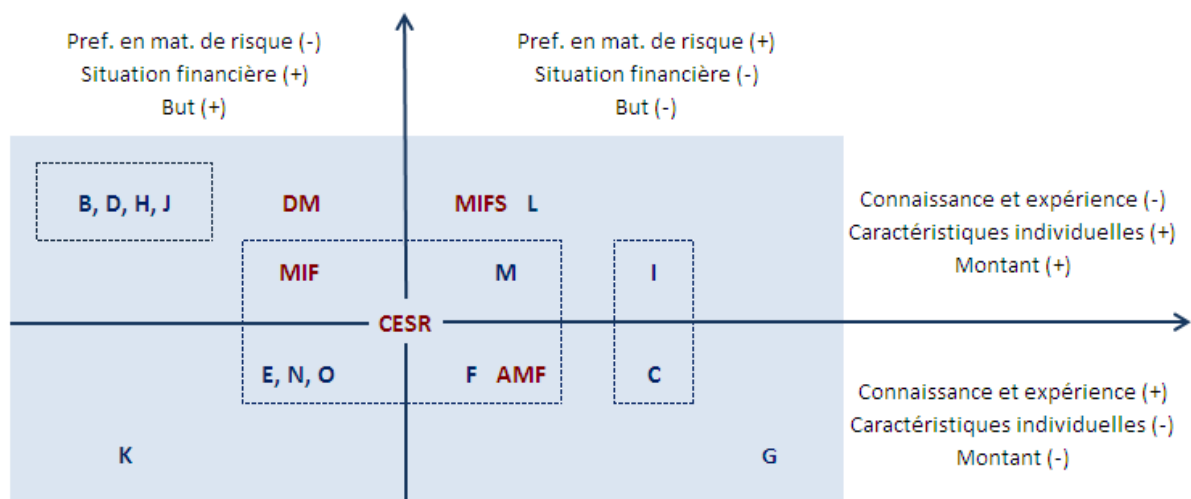 Pref. en mat. de risque (-)
Situation financière (+)
But (+)
Pref. en mat. de risque (+)
Situation financière (-)
But (-)
B, D, H, J
DM
MIFS L
Connaissance et expérience (-)
Caractéristiques individuelles (+)
Montant (+)
MIF
M
I
CESR
E, N, O
F AMF
C
Connaissance et expérience (+)
Caractéristiques individuelles (-)
Montant (-)
K
G